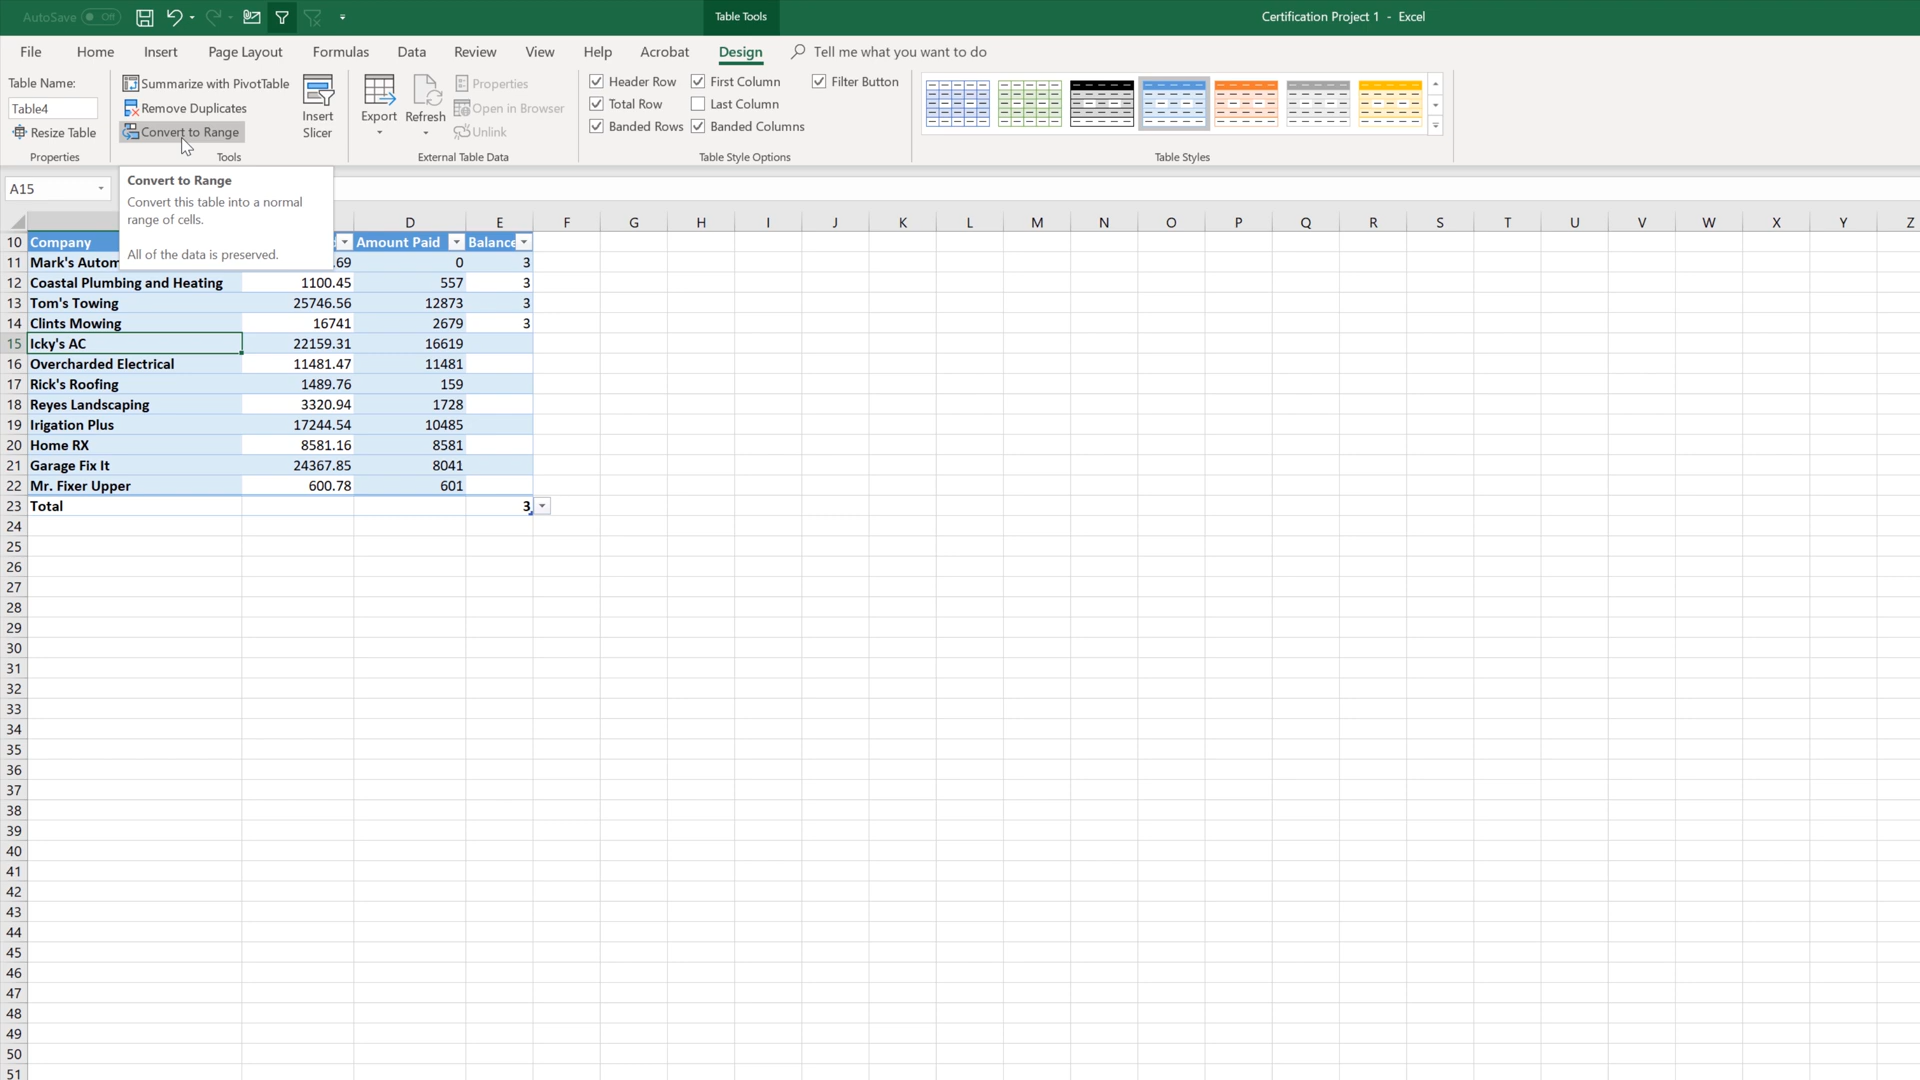 AutoSave Off Table Tools Certification Project 1 - Excel
File Home Insert Page Layout Formulas Data Review View Help Acrobat Design Tell me what you want to do
Table Name:
Table4
Resize Table
Properties
Summarize with PivotTable
Remove Duplicates
Convert to Range
Insert
Slicer
Tools
Export
Refresh
Properties
Open in Browser
Unlink
External Table Data
Header Row First Column Filter Button
Total Row Last Column
Banded Rows Banded Columns
Table Style Options
Table Styles
A15
Convert to Range
Convert this table into a normal
range of cells.
All of the data is preserved.
D E F G H I J K L M N O P Q R S T U V W X Y Z
10 Company Amount Paid Balance
11 Mark's Autom .69 0 3
12 Coastal Plumbing and Heating 1100.45 557 3
13 Tom's Towing 25746.56 12873 3
14 Clints Mowing 16741 2679 3
15 Icky's AC 22159.31 16619
16 Overcharded Electrical 11481.47 11481
17 Rick's Roofing 1489.76 159
18 Reyes Landscaping 3320.94 1728
19 Irigation Plus 17244.54 10485
20 Home RX 8581.16 8581
21 Garage Fix It 24367.85 8041
22 Mr. Fixer Upper 600.78 601
23 Total 3
24
25
26
27
28
29
30
31
32
33
34
35
36
37
38
39
40
41
42
43
44
45
46
47
48
49
50
51